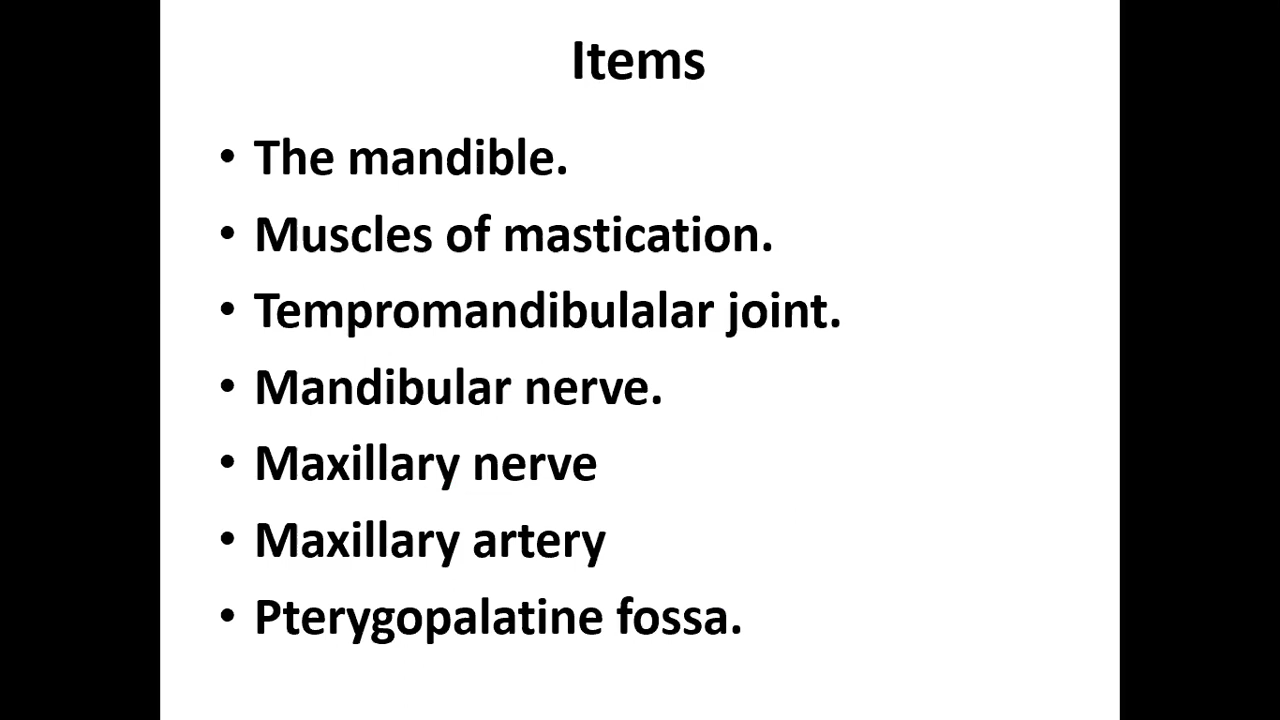 Items
• The mandible.
• Muscles of mastication.
• Tempromandibulalar joint.
• Mandibular nerve.
• Maxillary nerve
• Maxillary artery
• Pterygopalatine fossa.